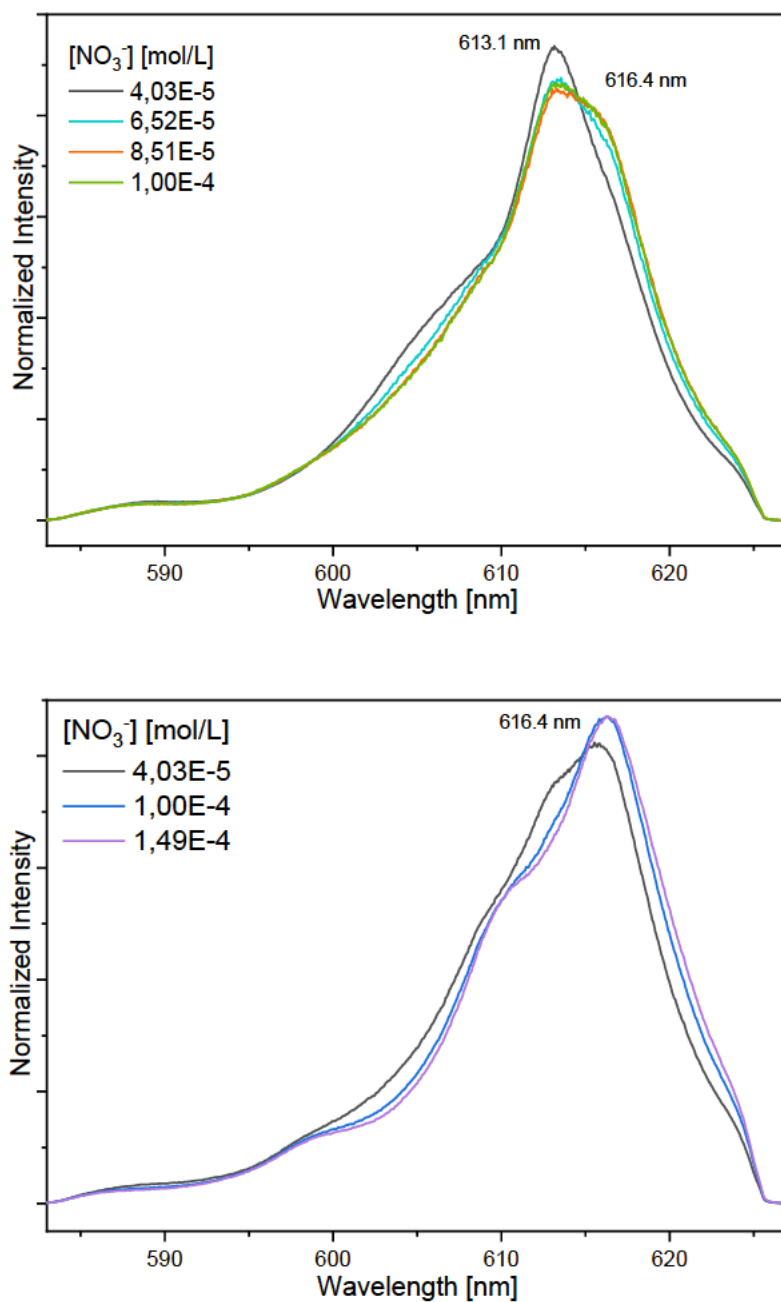 613.1 nm
616.4 nm
[NO₃⁻] [mol/L]
4,03E-5
6,52E-5
8,51E-5
1,00E-4
Normalized Intensity
590 600 610 620
Wavelength [nm]
616.4 nm
[NO₃⁻] [mol/L]
4,03E-5
1,00E-4
1,49E-4
Normalized Intensity
590 600 610 620
Wavelength [nm]